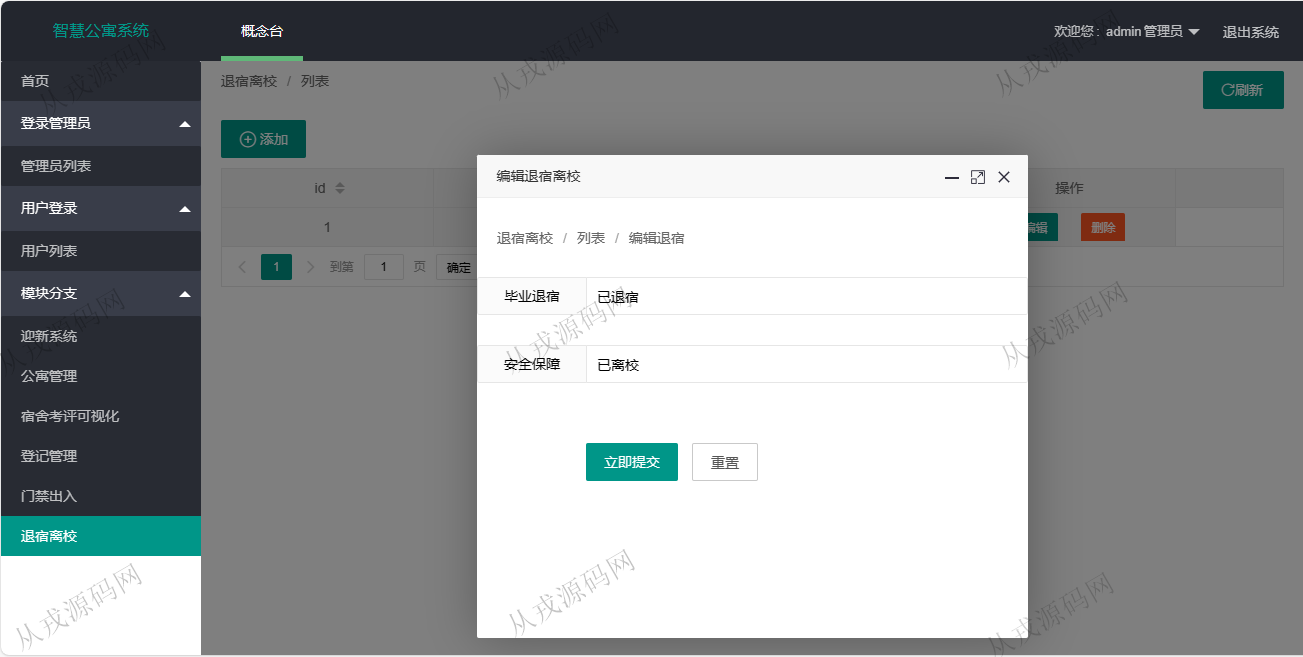 智慧公寓系统
概念台
欢迎您 : admin 管理员
退出系统
首页
登录管理员
管理员列表
用户登录
用户列表
模块分支
迎新系统
公寓管理
宿舍考评可视化
登记管理
门禁出入
退宿离校
退宿离校 / 列表
刷新
添加
id
操作
1
编辑
删除
1
到第
1
页
确定
编辑退宿离校
退宿离校 / 列表 / 编辑退宿
毕业退宿 已退宿
安全保障 已离校
立即提交
重置
从戎源码网
从戎源码网
从戎源码网
从戎源码网
从戎源码网
从戎源码网
从戎源码网
从戎源码网
从戎源码网